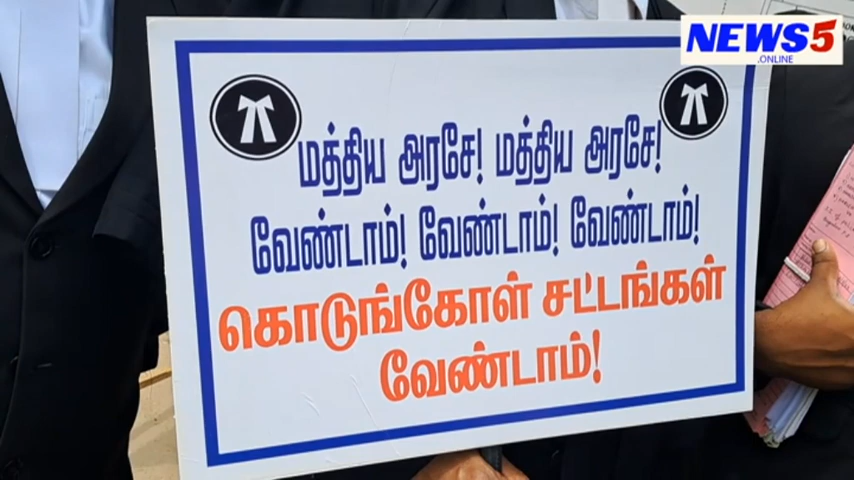 NEWS5
.ONLINE
மத்திய அரசே! மத்திய அரசே!
வேண்டாம்! வேண்டாம்! வேண்டாம்!
கொடுங்கோள் சட்டங்கள்
வேண்டாம்!